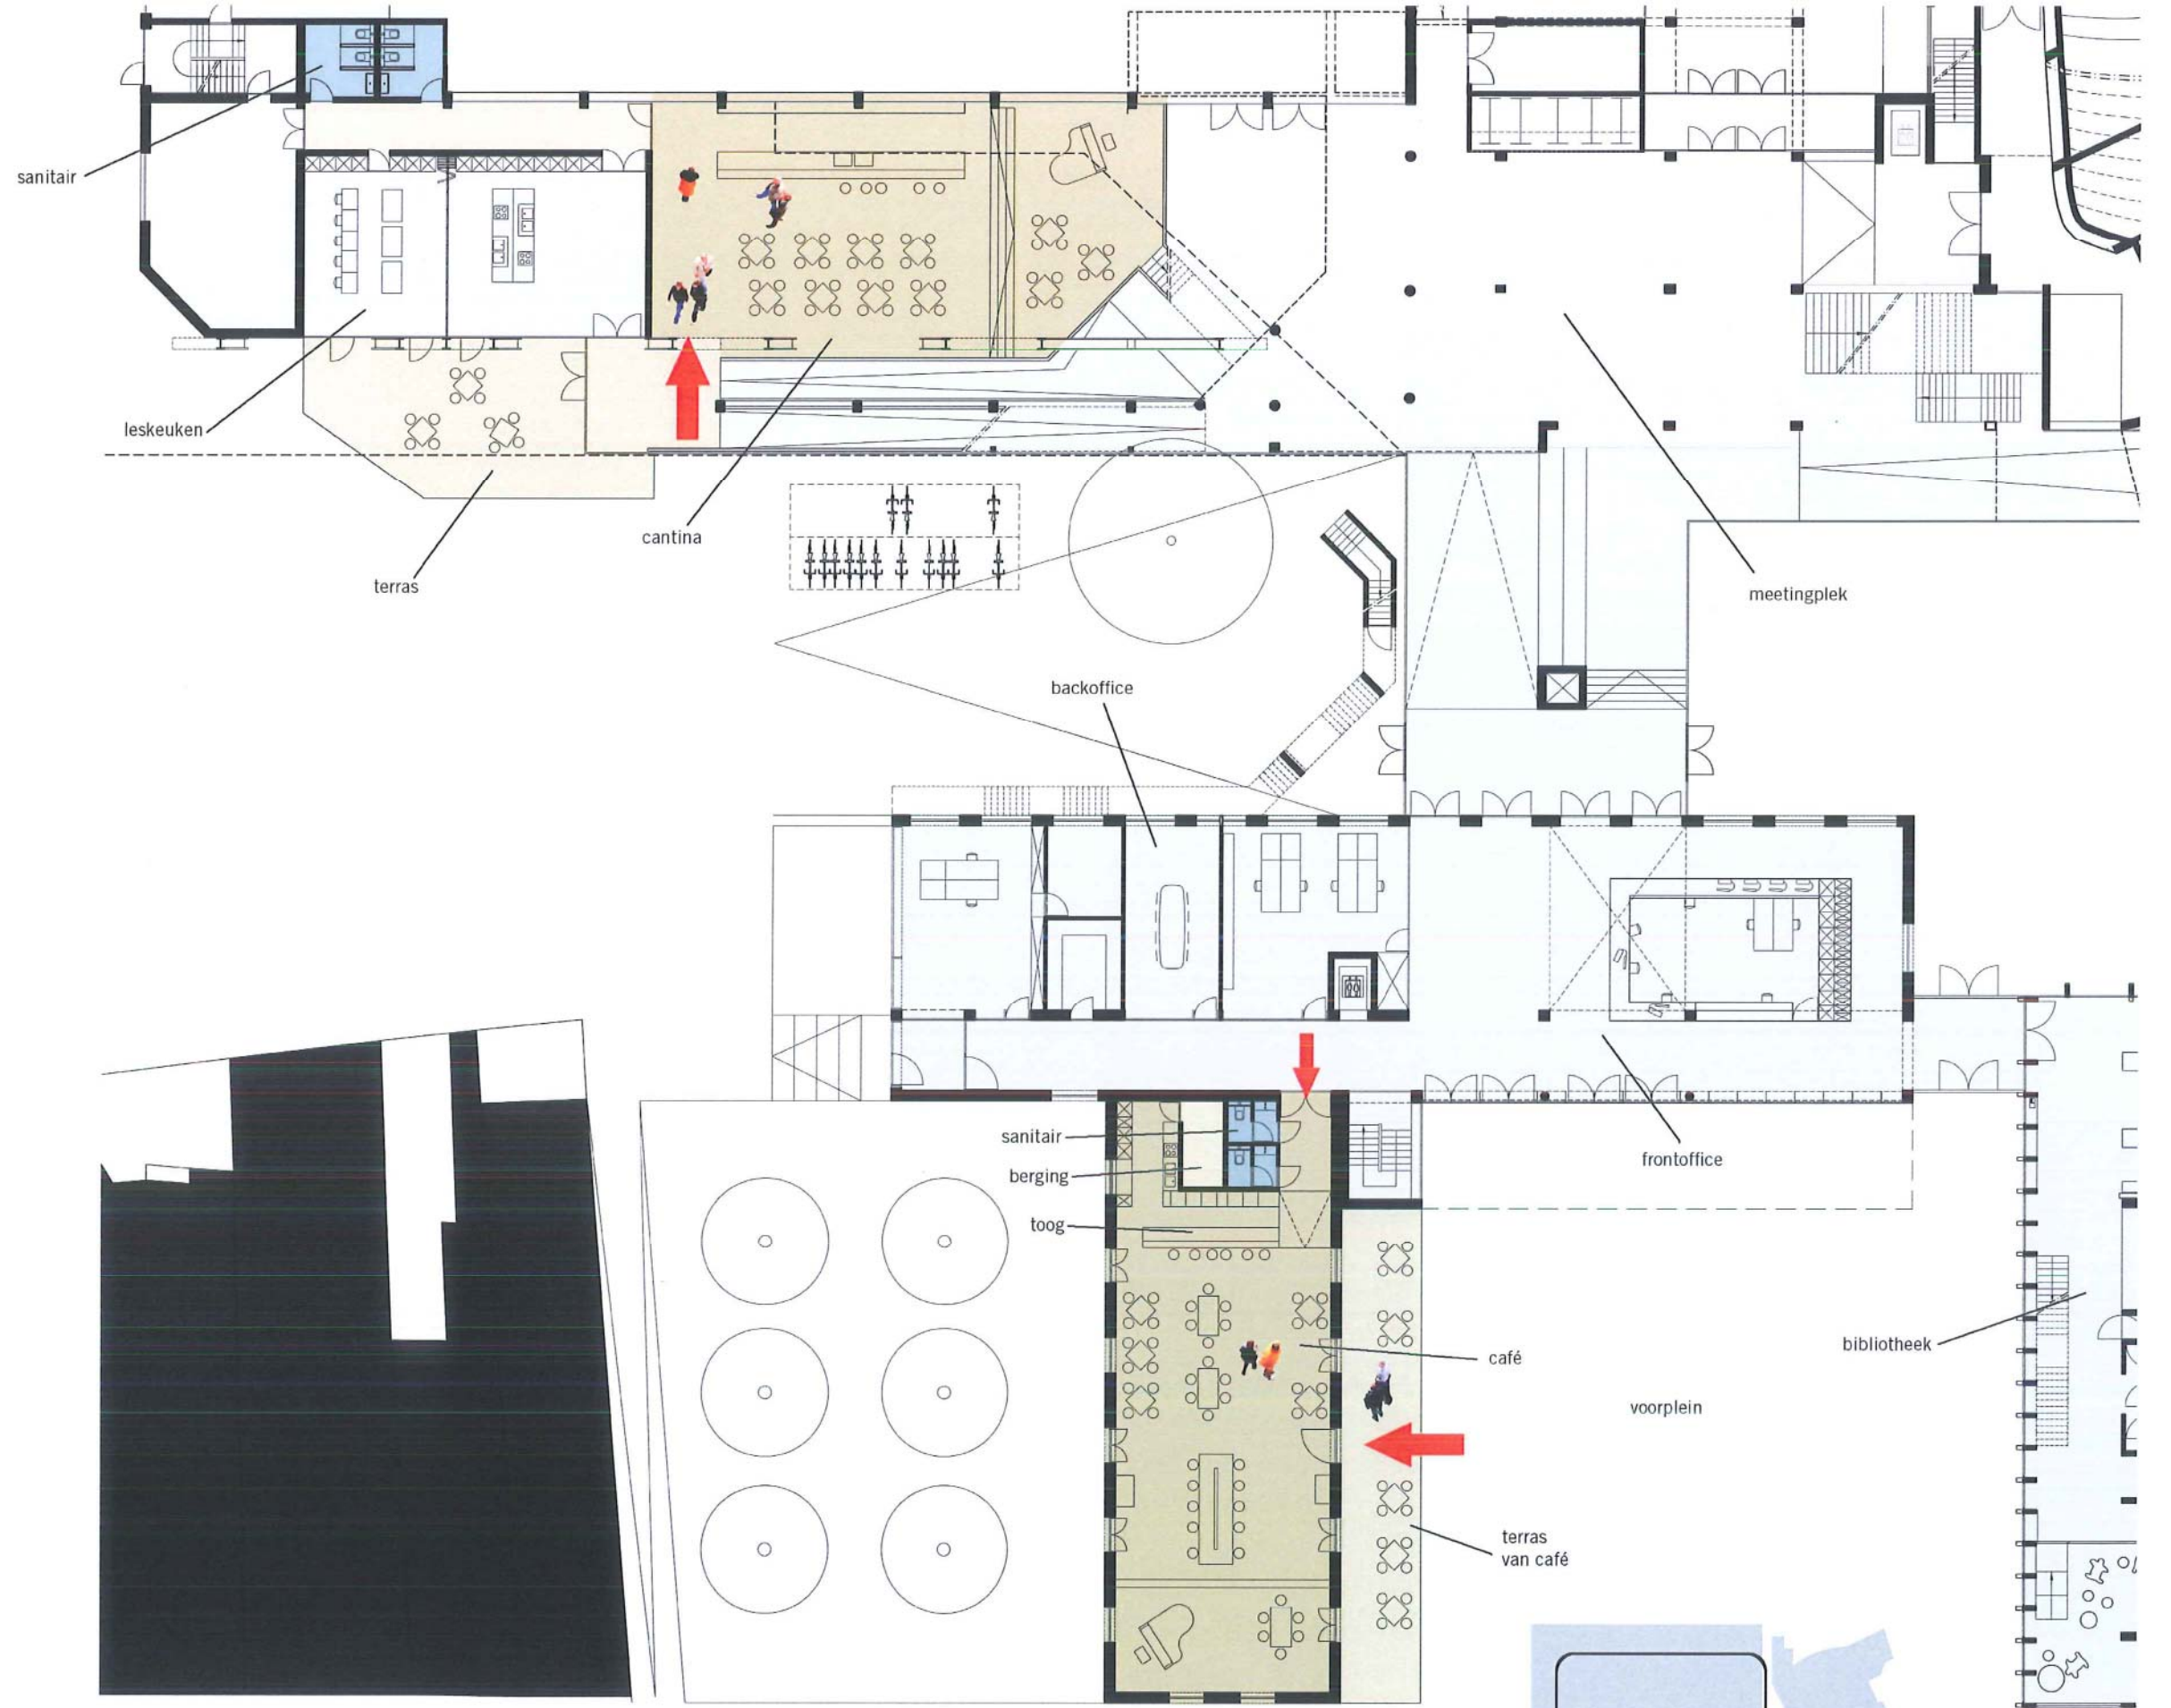 sanitair
leskeuken
cantina
terras
meetingplek
backoffice
sanitair
berging
toog
frontoffice
café
bibliotheek
voorplein
terras
van café